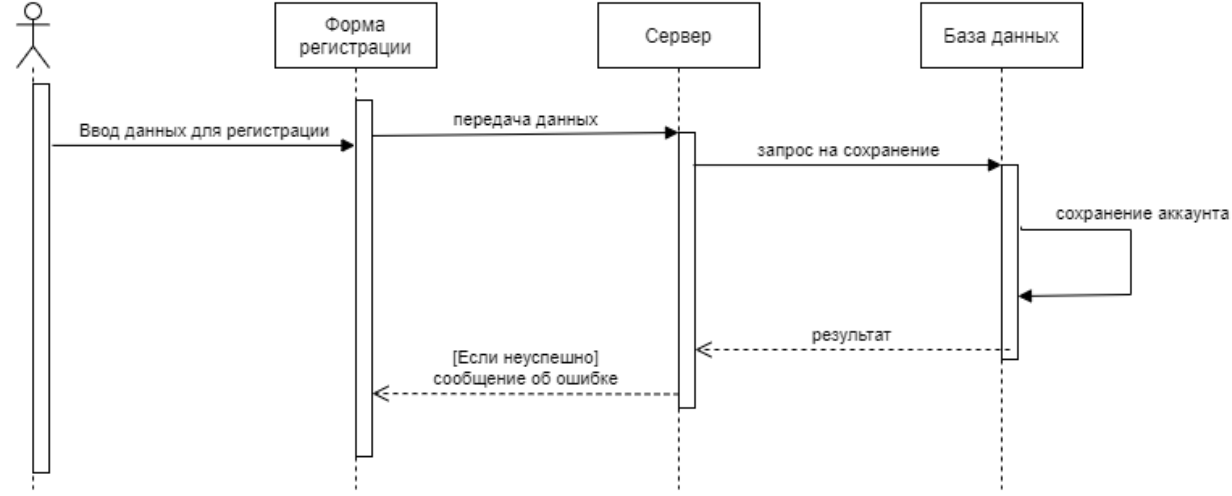 Форма
регистрации
Сервер
База данных
Ввод данных для регистрации
передача данных
запрос на сохранение
сохранение аккаунта
результат
[Если неуспешно]
сообщение об ошибке